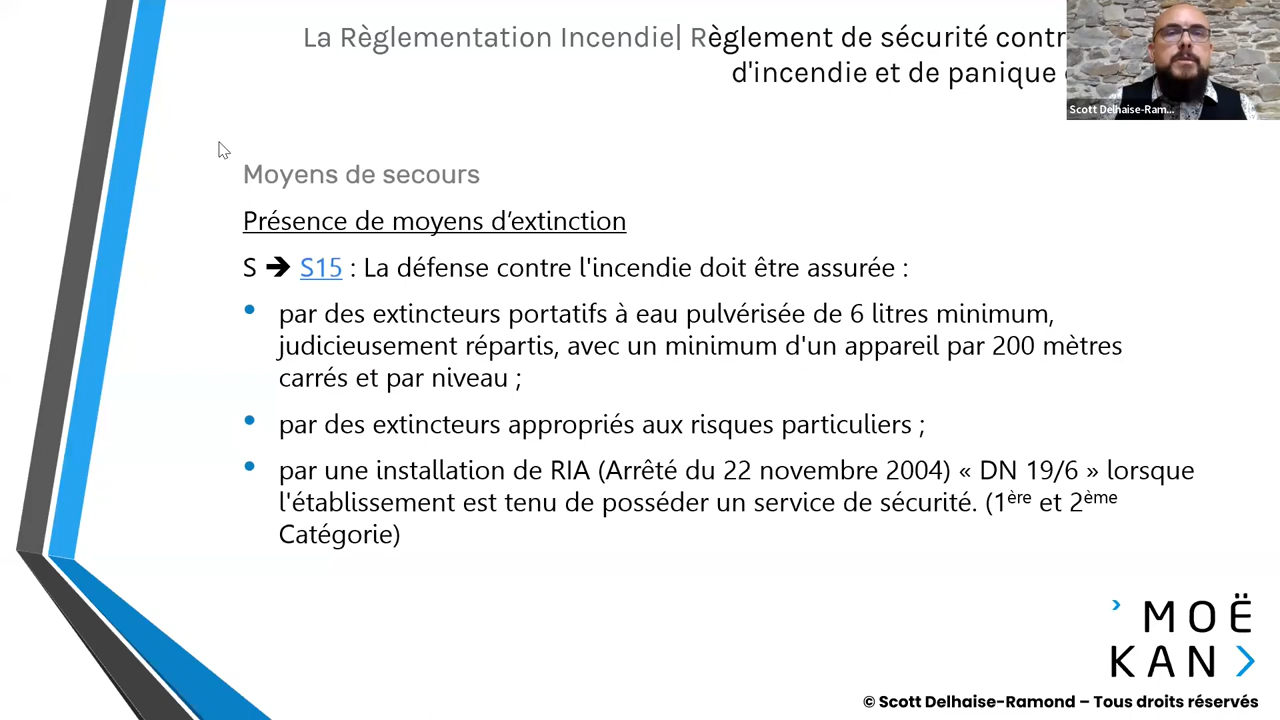 La Règlementation Incendie| Règlement de sécurité contr
d'incendie et de panique
Scott Delhaise-Ram...
Moyens de secours
Présence de moyens d’extinction
S ➔ S15 : La défense contre l'incendie doit être assurée :
• par des extincteurs portatifs à eau pulvérisée de 6 litres minimum,
judicieusement répartis, avec un minimum d'un appareil par 200 mètres
carrés et par niveau ;
• par des extincteurs appropriés aux risques particuliers ;
• par une installation de RIA (Arrêté du 22 novembre 2004) « DN 19/6 » lorsque
l'établissement est tenu de posséder un service de sécurité. (1ère et 2ème
Catégorie)
MOË
KAN
© Scott Delhaise-Ramond – Tous droits réservés